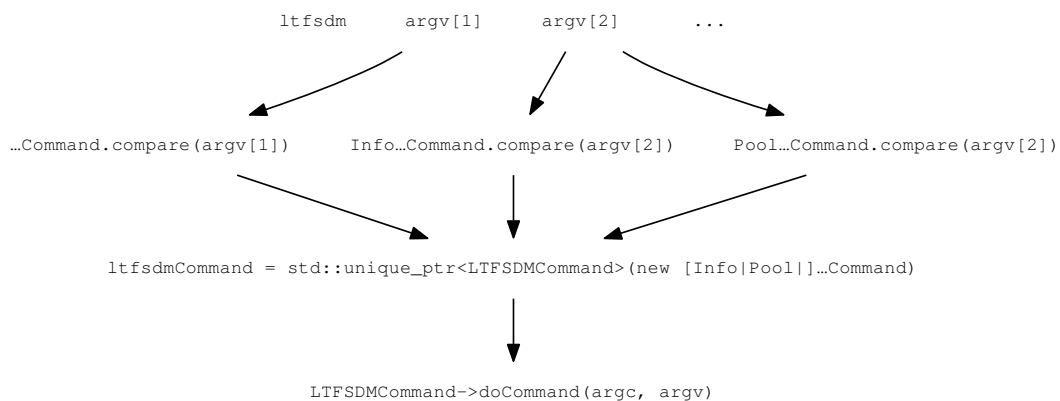 ltfsdm argv[1] argv[2] ...
…Command.compare(argv[1]) Info…Command.compare(argv[2]) Pool…Command.compare(argv[2])
ltfsdmCommand = std::unique_ptr<LTFSDMCommand>(new [Info|Pool|]…Command)
LTFSDMCommand->doCommand(argc, argv)